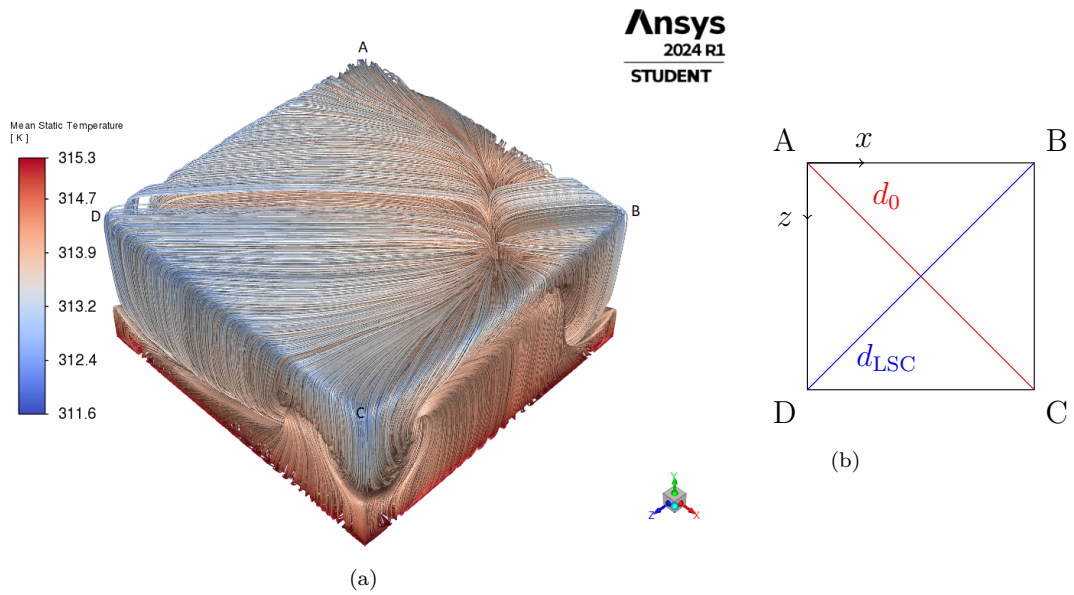 Ansys
2024 R1
STUDENT
A
Mean Static Temperature
[ K ]
315.3
314.7
313.9
313.2
312.4
311.6
D
B
C
Y
Z
X
(a)
A
B
x
z
d₀
d_LSC
D
C
(b)